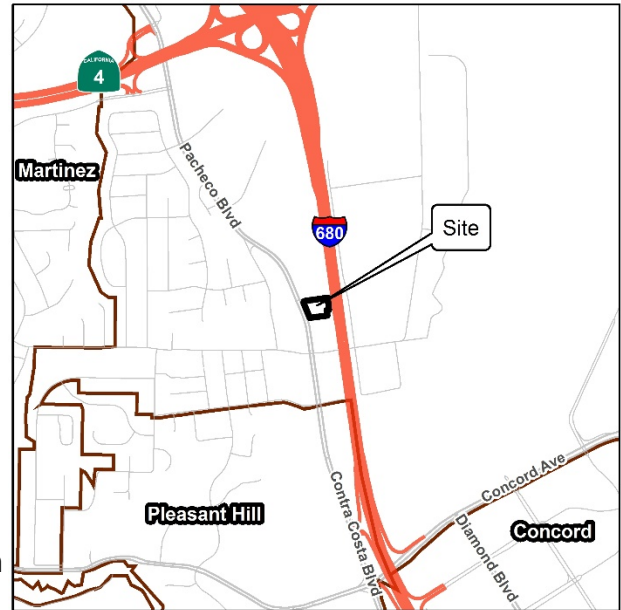 CALIFORNIA
4
Martinez
Pacheco Blvd
680
Site
Concord Ave
Pleasant Hill
Contra Costa Blvd
Diamond Blvd
Concord